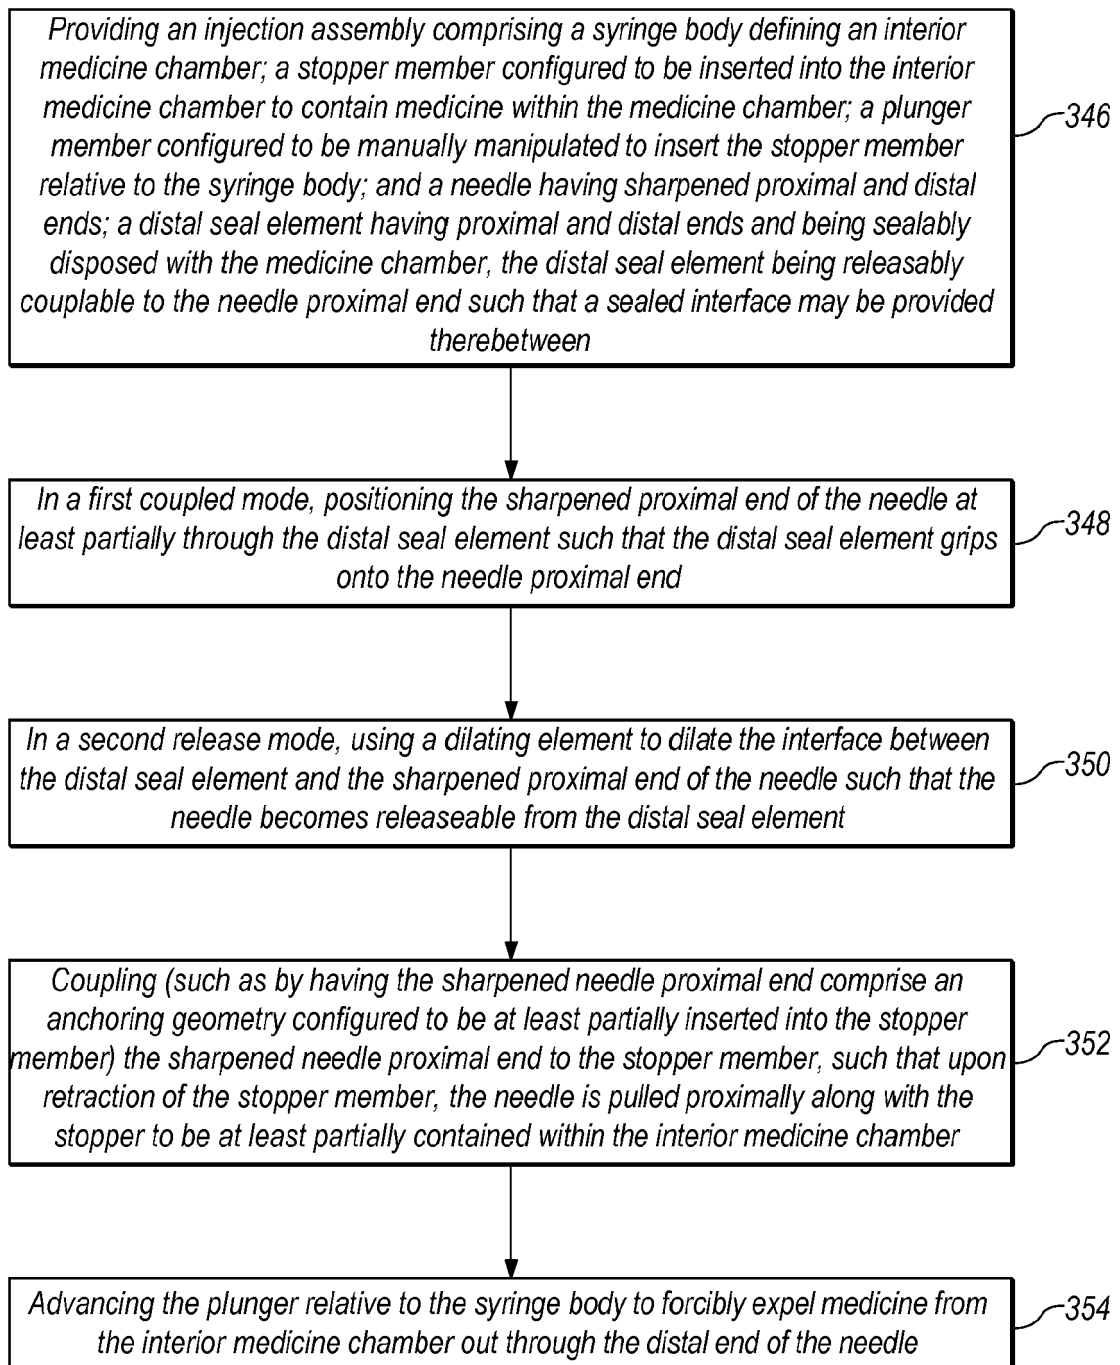 Providing an injection assembly comprising a syringe body defining an interior
medicine chamber; a stopper member configured to be inserted into the interior
medicine chamber to contain medicine within the medicine chamber; a plunger
member configured to be manually manipulated to insert the stopper member
relative to the syringe body; and a needle having sharpened proximal and distal
ends; a distal seal element having proximal and distal ends and being sealably
disposed with the medicine chamber, the distal seal element being releasably
couplable to the needle proximal end such that a sealed interface may be provided
therebetween
346
In a first coupled mode, positioning the sharpened proximal end of the needle at
least partially through the distal seal element such that the distal seal element grips
onto the needle proximal end
348
In a second release mode, using a dilating element to dilate the interface between
the distal seal element and the sharpened proximal end of the needle such that the
needle becomes releaseable from the distal seal element
350
Coupling (such as by having the sharpened needle proximal end comprise an
anchoring geometry configured to be at least partially inserted into the stopper
member) the sharpened needle proximal end to the stopper member, such that upon
retraction of the stopper member, the needle is pulled proximally along with the
stopper to be at least partially contained within the interior medicine chamber
352
Advancing the plunger relative to the syringe body to forcibly expel medicine from
the interior medicine chamber out through the distal end of the needle
354